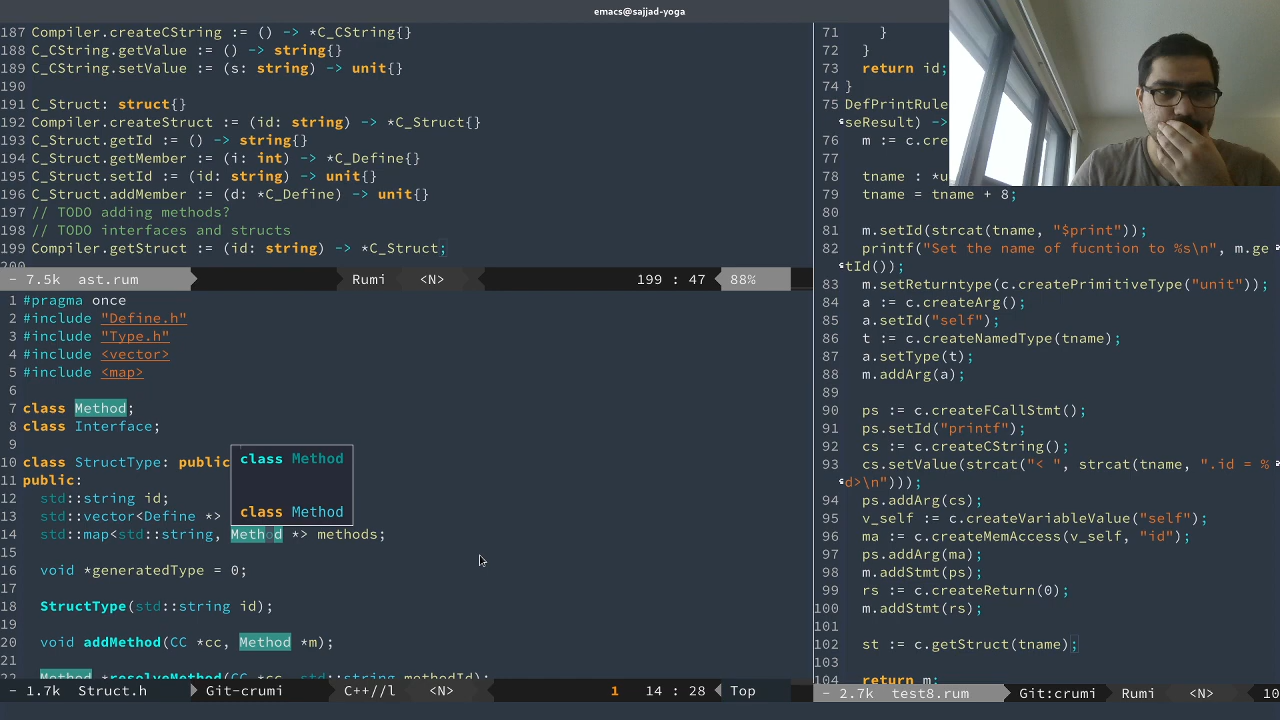 emacs@sajjad-yoga
187 Compiler.createCString := () -> *C_CString{}
188 C_CString.getValue := () -> string{}
189 C_CString.setValue := (s: string) -> unit{}
190
191 C_Struct: struct{}
192 Compiler.createStruct := (id: string) -> *C_Struct{}
193 C_Struct.getId := () -> string{}
194 C_Struct.getMember := (i: int) -> *C_Define{}
195 C_Struct.setId := (id: string) -> unit{}
196 C_Struct.addMember := (d: *C_Define) -> unit{}
197 // TODO adding methods?
198 // TODO interfaces and structs
199 Compiler.getStruct := (id: string) -> *C_Struct;
200
- 7.5k ast.rum Rumi <N> 199 : 47 88%
1 #pragma once
2 #include "Define.h"
3 #include "Type.h"
4 #include <vector>
5 #include <map>
6
7 class Method;
8 class Interface;
9
10 class StructType: public
11 public:
12 std::string id;
13 std::vector<Define *>
14 std::map<std::string, Method *> methods;
15
16 void *generatedType = 0;
17
18 StructType(std::string id);
19
20 void addMethod(CC *cc, Method *m);
21
22 Method *resolveMethod(CC *cc, std::string methodId);
class Method
class Method
- 1.7k Struct.h Git-crumi C++//l <N> 1 14 : 28 Top
71 }
72 }
73 return id;
74 }
75 DefPrintRule
seResult) ->
76 m := c.cre
77
78 tname : *u
79 tname = tname + 8;
80
81 m.setId(strcat(tname, "$print"));
82 printf("Set the name of fucntion to %s\n", m.ge
tId());
83 m.setReturntype(c.createPrimitiveType("unit"));
84 a := c.createArg();
85 a.setId("self");
86 t := c.createNamedType(tname);
87 a.setType(t);
88 m.addArg(a);
89
90 ps := c.createFCallStmt();
91 ps.setId("printf");
92 cs := c.createCString();
93 cs.setValue(strcat("< ", strcat(tname, ".id = %
d>\n")));
94 ps.addArg(cs);
95 v_self := c.createVariableValue("self");
96 ma := c.createMemAccess(v_self, "id");
97 ps.addArg(ma);
98 m.addStmt(ps);
99 rs := c.createReturn(0);
100 m.addStmt(rs);
101
102 st := c.getStruct(tname);
103
104 return m;
- 2.7k test8.rum Git:crumi Rumi <N> 10